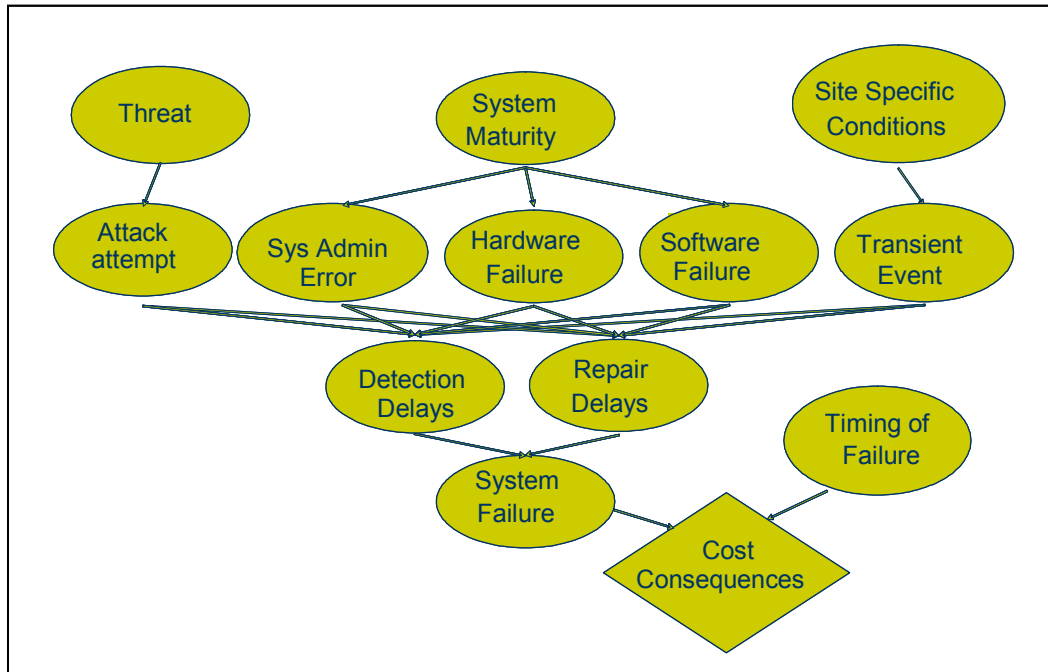 Threat
System
Maturity
Site Specific
Conditions
Attack
attempt
Sys Admin
Error
Hardware
Failure
Software
Failure
Transient
Event
Detection
Delays
Repair
Delays
Timing of
Failure
System
Failure
Cost
Consequences